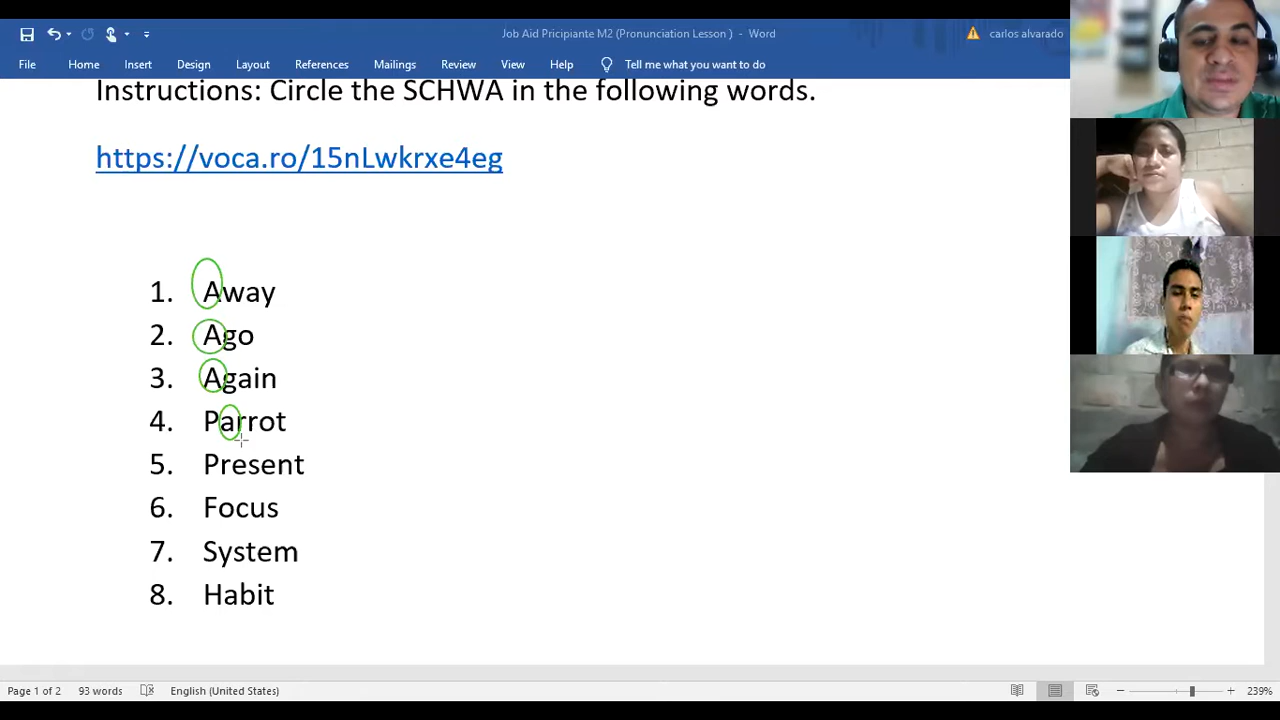 Job Aid Pricipiante M2 (Pronunciation Lesson ) - Word
carlos alvarado
File Home Insert Design Layout References Mailings Review View Help Tell me what you want to do
Instructions: Circle the SCHWA in the following words.
https://voca.ro/15nLwkrxe4eg
1. Away
2. Ago
3. Again
4. Parrot
5. Present
6. Focus
7. System
8. Habit
Page 1 of 2 93 words English (United States) 239%